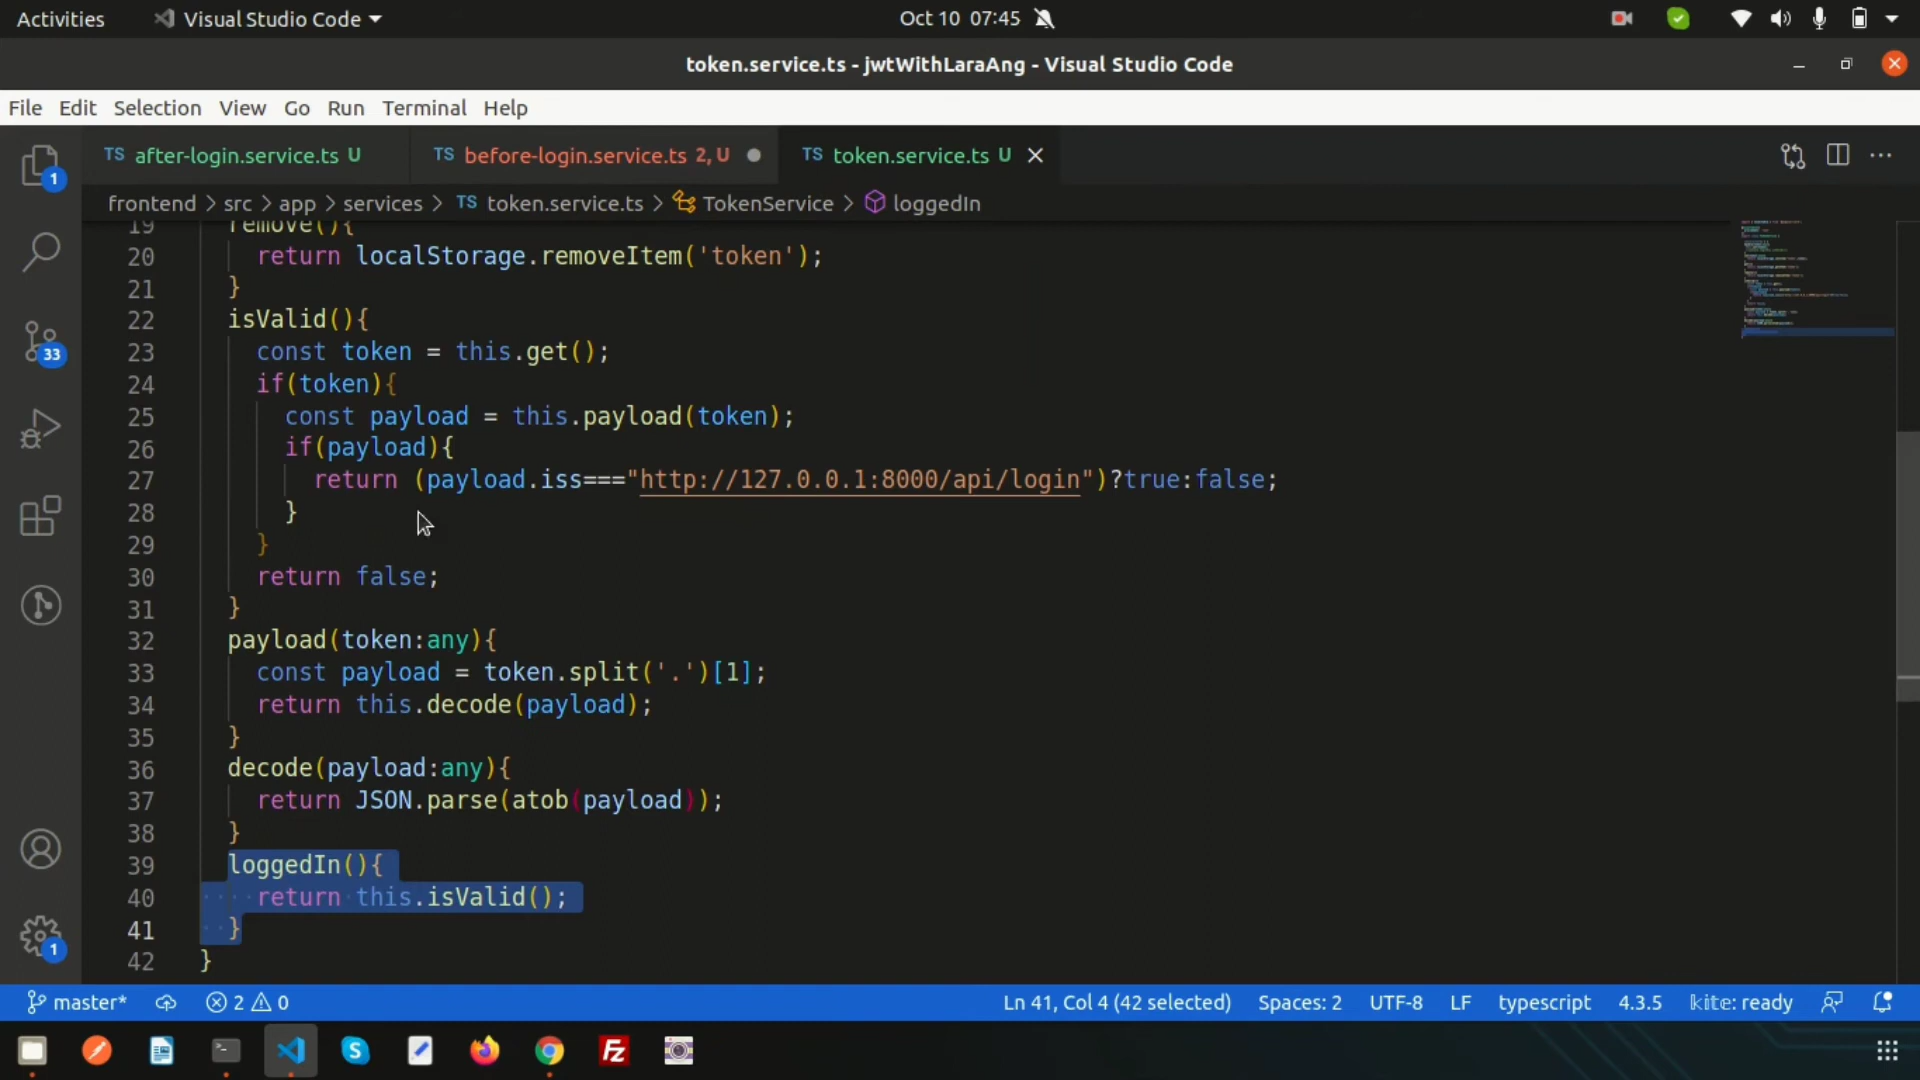 Activities
Visual Studio Code
Oct 10 07:45
token.service.ts - jwtWithLaraAng - Visual Studio Code
File Edit Selection View Go Run Terminal Help
TS after-login.service.ts U
TS before-login.service.ts 2, U
TS token.service.ts U
frontend > src > app > services > TS token.service.ts > TokenService > loggedIn
19 remove(){
20 return localStorage.removeItem('token');
21 }
22 isValid(){
23 const token = this.get();
24 if(token){
25 const payload = this.payload(token);
26 if(payload){
27 return (payload.iss==="http://127.0.0.1:8000/api/login")?true:false;
28 }
29 }
30 return false;
31 }
32 payload(token:any){
33 const payload = token.split('.')[1];
34 return this.decode(payload);
35 }
36 decode(payload:any){
37 return JSON.parse(atob(payload));
38 }
39 loggedIn(){
40 return this.isValid();
41 }
42 }
1
33
1
master* 2 0 Ln 41, Col 4 (42 selected) Spaces: 2 UTF-8 LF typescript 4.3.5 kite: ready